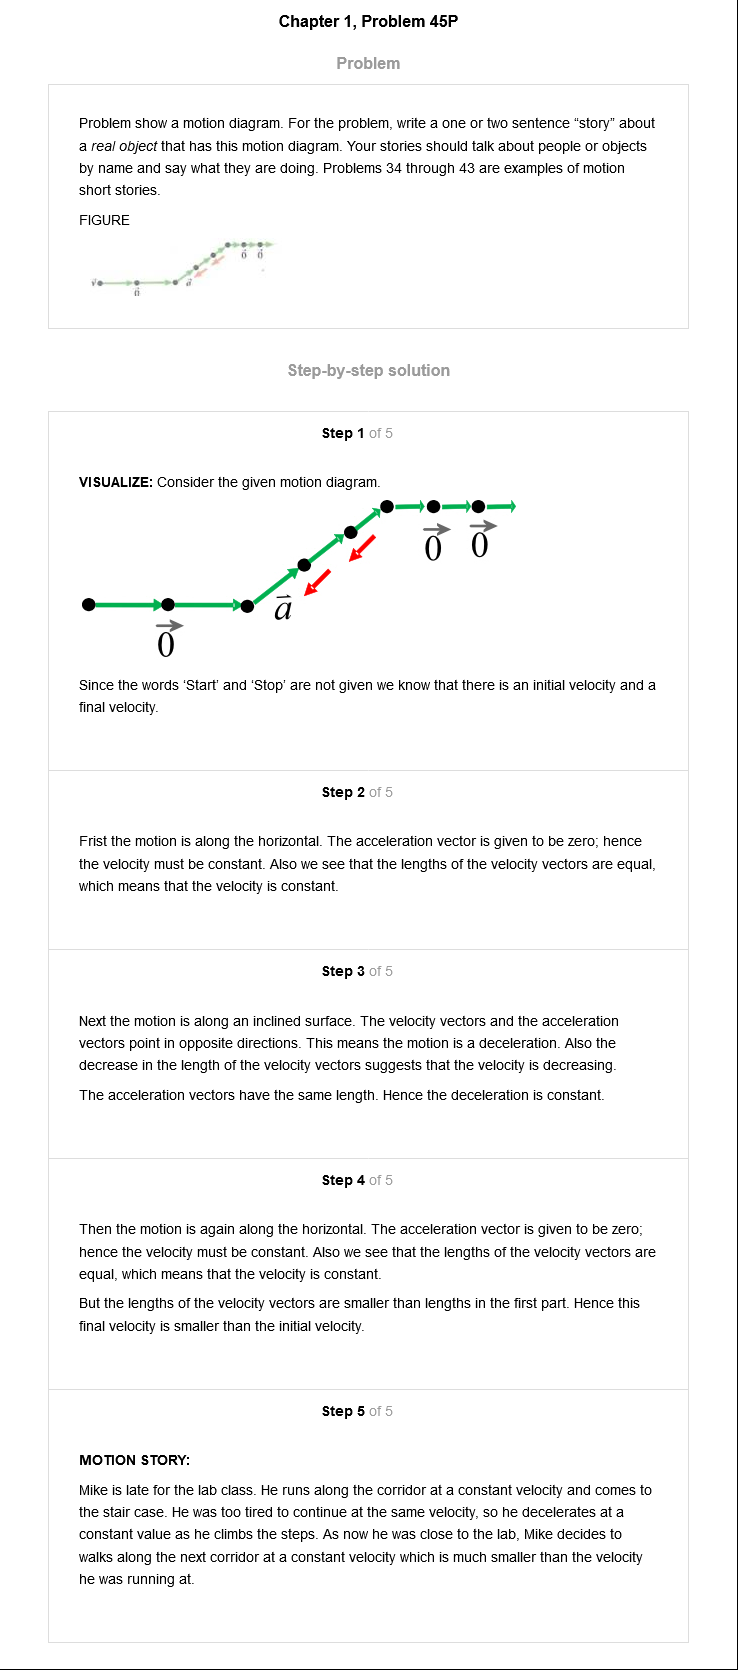 Chapter 1, Problem 45P
Problem
Problem show a motion diagram. For the problem, write a one or two sentence “story” about
a real object that has this motion diagram. Your stories should talk about people or objects
by name and say what they are doing. Problems 34 through 43 are examples of motion
short stories.
FIGURE
0⃗ 0⃗
v⃗
a⃗
0⃗
Step-by-step solution
Step 1 of 5
VISUALIZE: Consider the given motion diagram.
0⃗ 0⃗
a⃗
0⃗
Since the words ‘Start’ and ‘Stop’ are not given we know that there is an initial velocity and a
final velocity.
Step 2 of 5
Frist the motion is along the horizontal. The acceleration vector is given to be zero; hence
the velocity must be constant. Also we see that the lengths of the velocity vectors are equal,
which means that the velocity is constant.
Step 3 of 5
Next the motion is along an inclined surface. The velocity vectors and the acceleration
vectors point in opposite directions. This means the motion is a deceleration. Also the
decrease in the length of the velocity vectors suggests that the velocity is decreasing.
The acceleration vectors have the same length. Hence the deceleration is constant.
Step 4 of 5
Then the motion is again along the horizontal. The acceleration vector is given to be zero;
hence the velocity must be constant. Also we see that the lengths of the velocity vectors are
equal, which means that the velocity is constant.
But the lengths of the velocity vectors are smaller than lengths in the first part. Hence this
final velocity is smaller than the initial velocity.
Step 5 of 5
MOTION STORY:
Mike is late for the lab class. He runs along the corridor at a constant velocity and comes to
the stair case. He was too tired to continue at the same velocity, so he decelerates at a
constant value as he climbs the steps. As now he was close to the lab, Mike decides to
walks along the next corridor at a constant velocity which is much smaller than the velocity
he was running at.